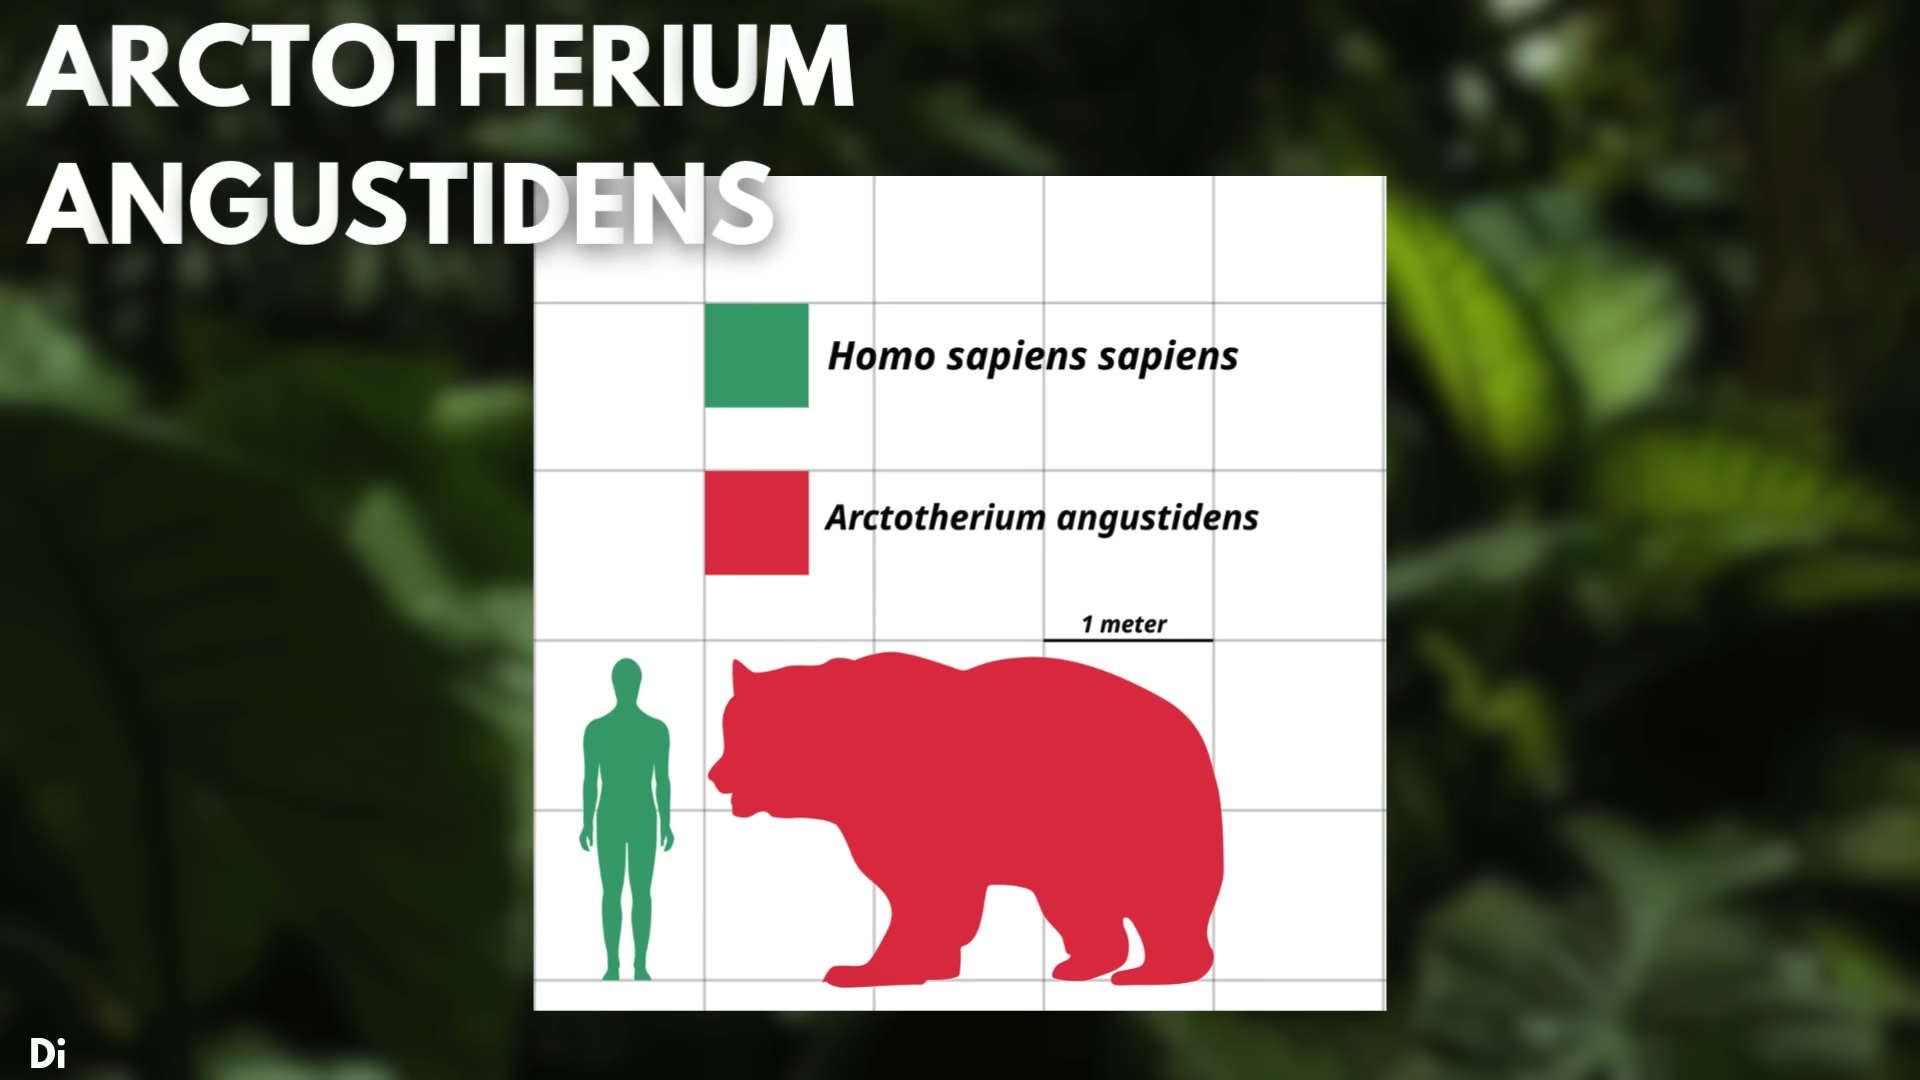 ARCTOTHERIUM
ANGUSTIDENS
Homo sapiens sapiens
Arctotherium angustidens
1 meter
Di